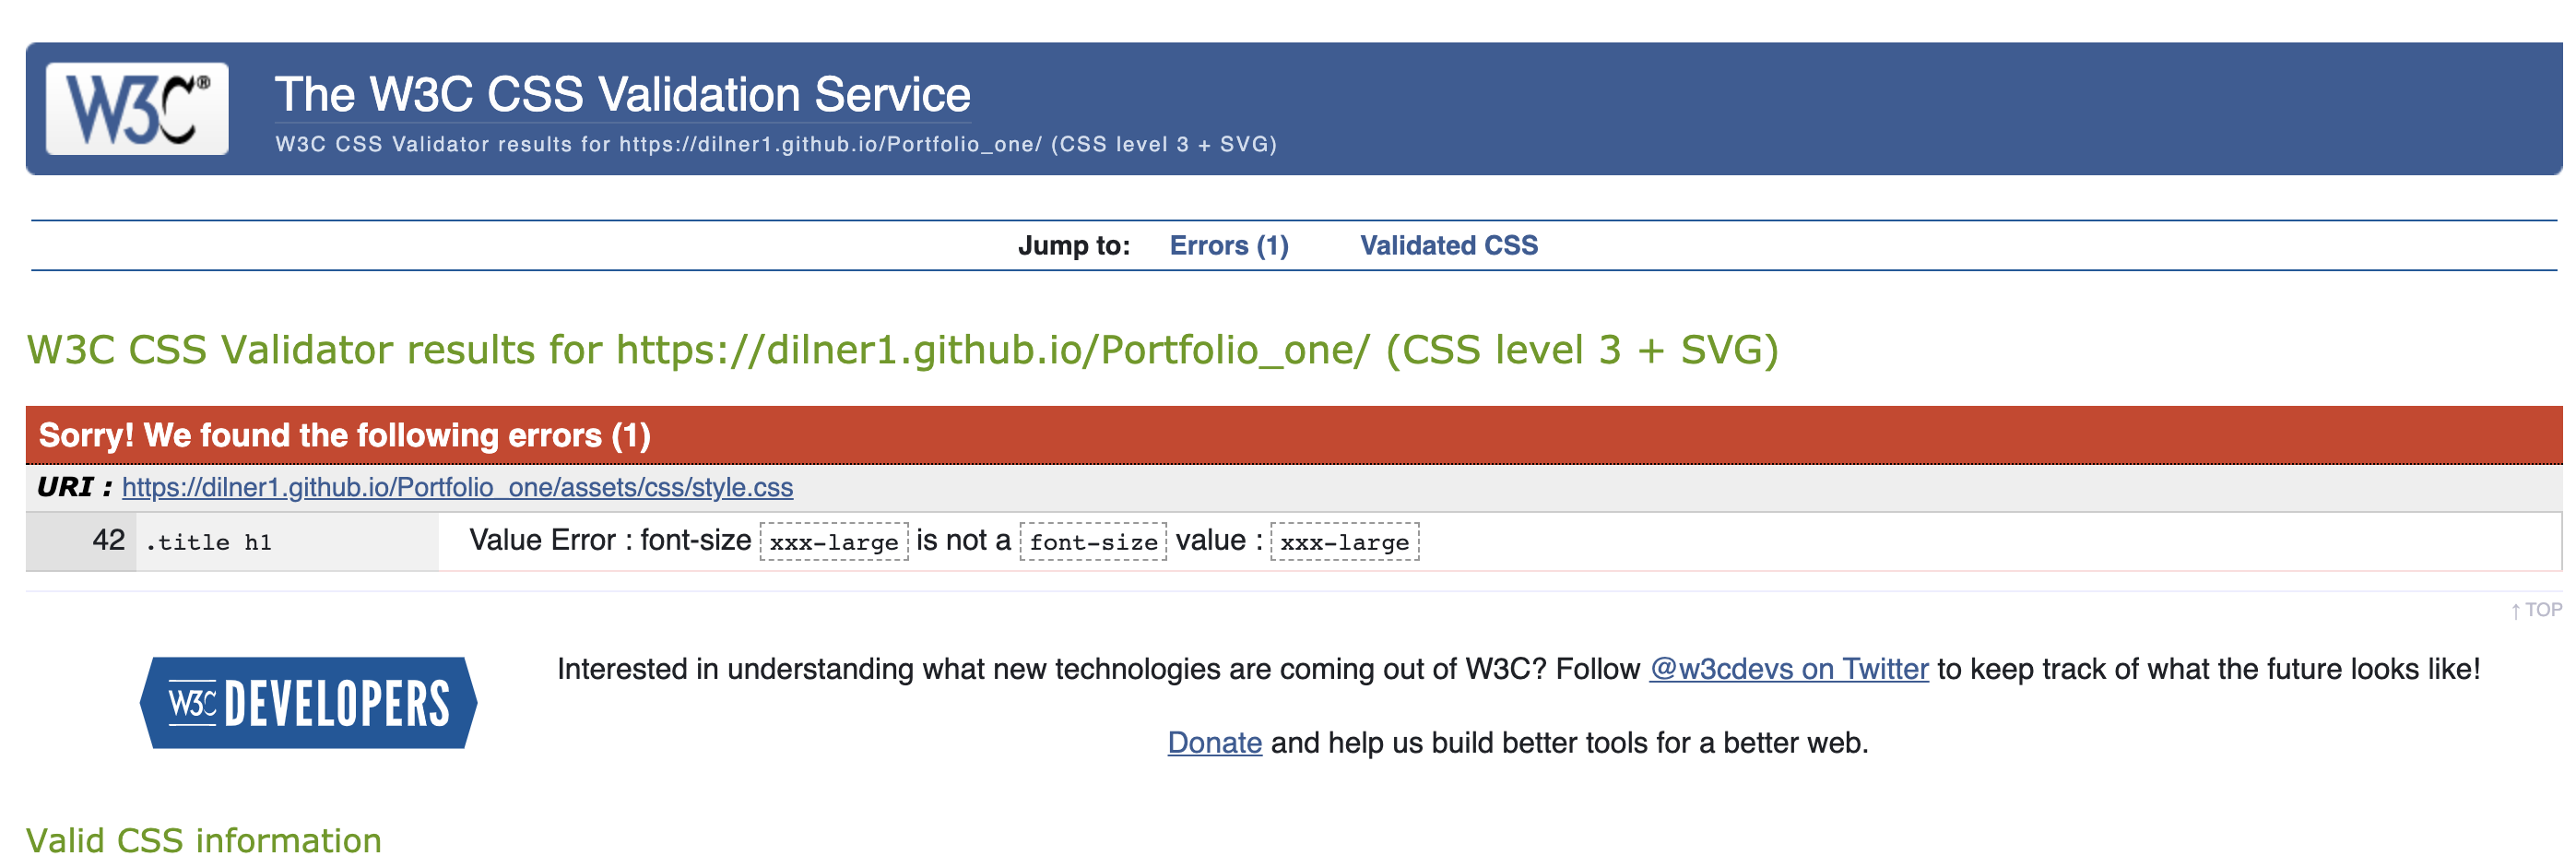 W3C®
The W3C CSS Validation Service
W3C CSS Validator results for https://dilner1.github.io/Portfolio_one/ (CSS level 3 + SVG)
Jump to: Errors (1) Validated CSS
W3C CSS Validator results for https://dilner1.github.io/Portfolio_one/ (CSS level 3 + SVG)
Sorry! We found the following errors (1)
URI : https://dilner1.github.io/Portfolio_one/assets/css/style.css
42 .title h1 Value Error : font-size xxx-large is not a font-size value : xxx-large
↑ TOP
W3C DEVELOPERS
Interested in understanding what new technologies are coming out of W3C? Follow @w3cdevs on Twitter to keep track of what the future looks like!
Donate and help us build better tools for a better web.
Valid CSS information